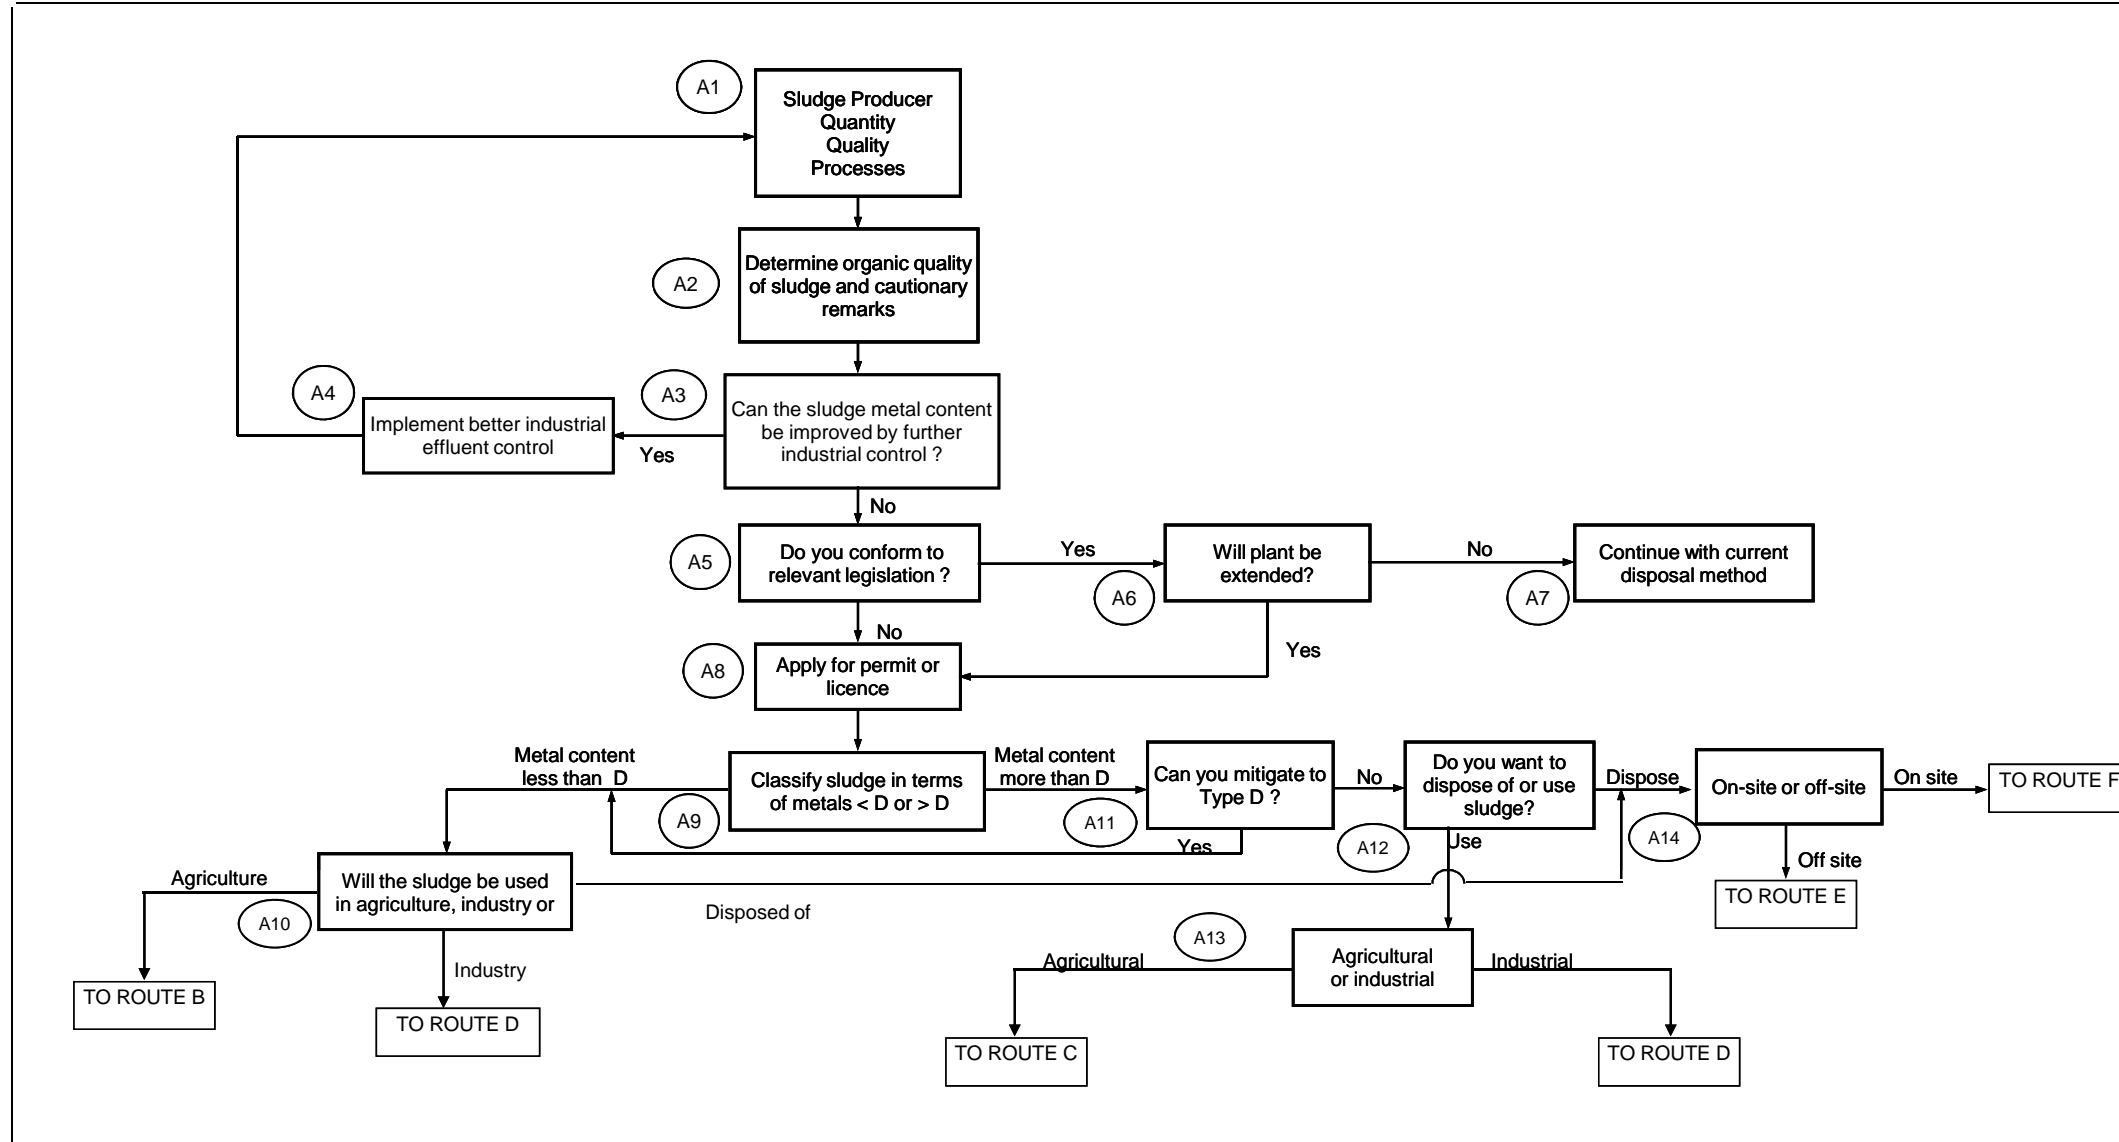 A1
Sludge Producer
Quantity
Quality
Processes
A2
Determine organic quality
of sludge and cautionary
remarks
A4
A3
Implement better industrial
effluent control
Yes
Can the sludge metal content
be improved by further
industrial control ?
No
A5
Do you conform to
relevant legislation ?
Yes
A6
Will plant be
extended?
No
A7
Continue with current
disposal method
No
Yes
A8
Apply for permit or
licence
Metal content
less than D
A9
Classify sludge in terms
of metals < D or > D
Metal content
more than D
A11
Can you mitigate to
Type D ?
Yes
No
A12
Do you want to
dispose of or use
sludge?
Use
Dispose
A14
On-site or off-site
On site
TO ROUTE F
Off site
TO ROUTE E
Agriculture
A10
Will the sludge be used
in agriculture, industry or
Disposed of
Industry
TO ROUTE B
TO ROUTE D
A13
Agricultural
Agricultural
or industrial
Industrial
TO ROUTE C
TO ROUTE D